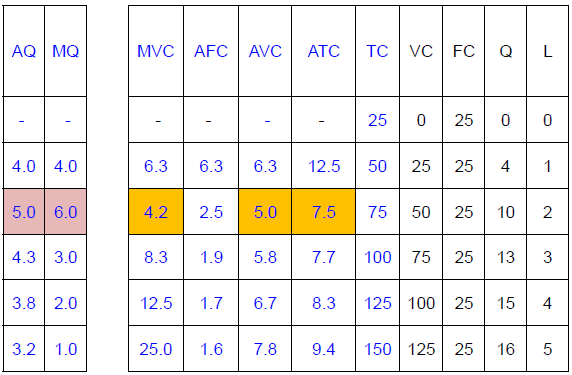 AQ MQ MVC AFC AVC ATC TC VC FC Q L
- - - - - - 25 0 25 0 0
4.0 4.0 6.3 6.3 6.3 12.5 50 25 25 4 1
5.0 6.0 4.2 2.5 5.0 7.5 75 50 25 10 2
4.3 3.0 8.3 1.9 5.8 7.7 100 75 25 13 3
3.8 2.0 12.5 1.7 6.7 8.3 125 100 25 15 4
3.2 1.0 25.0 1.6 7.8 9.4 150 125 25 16 5